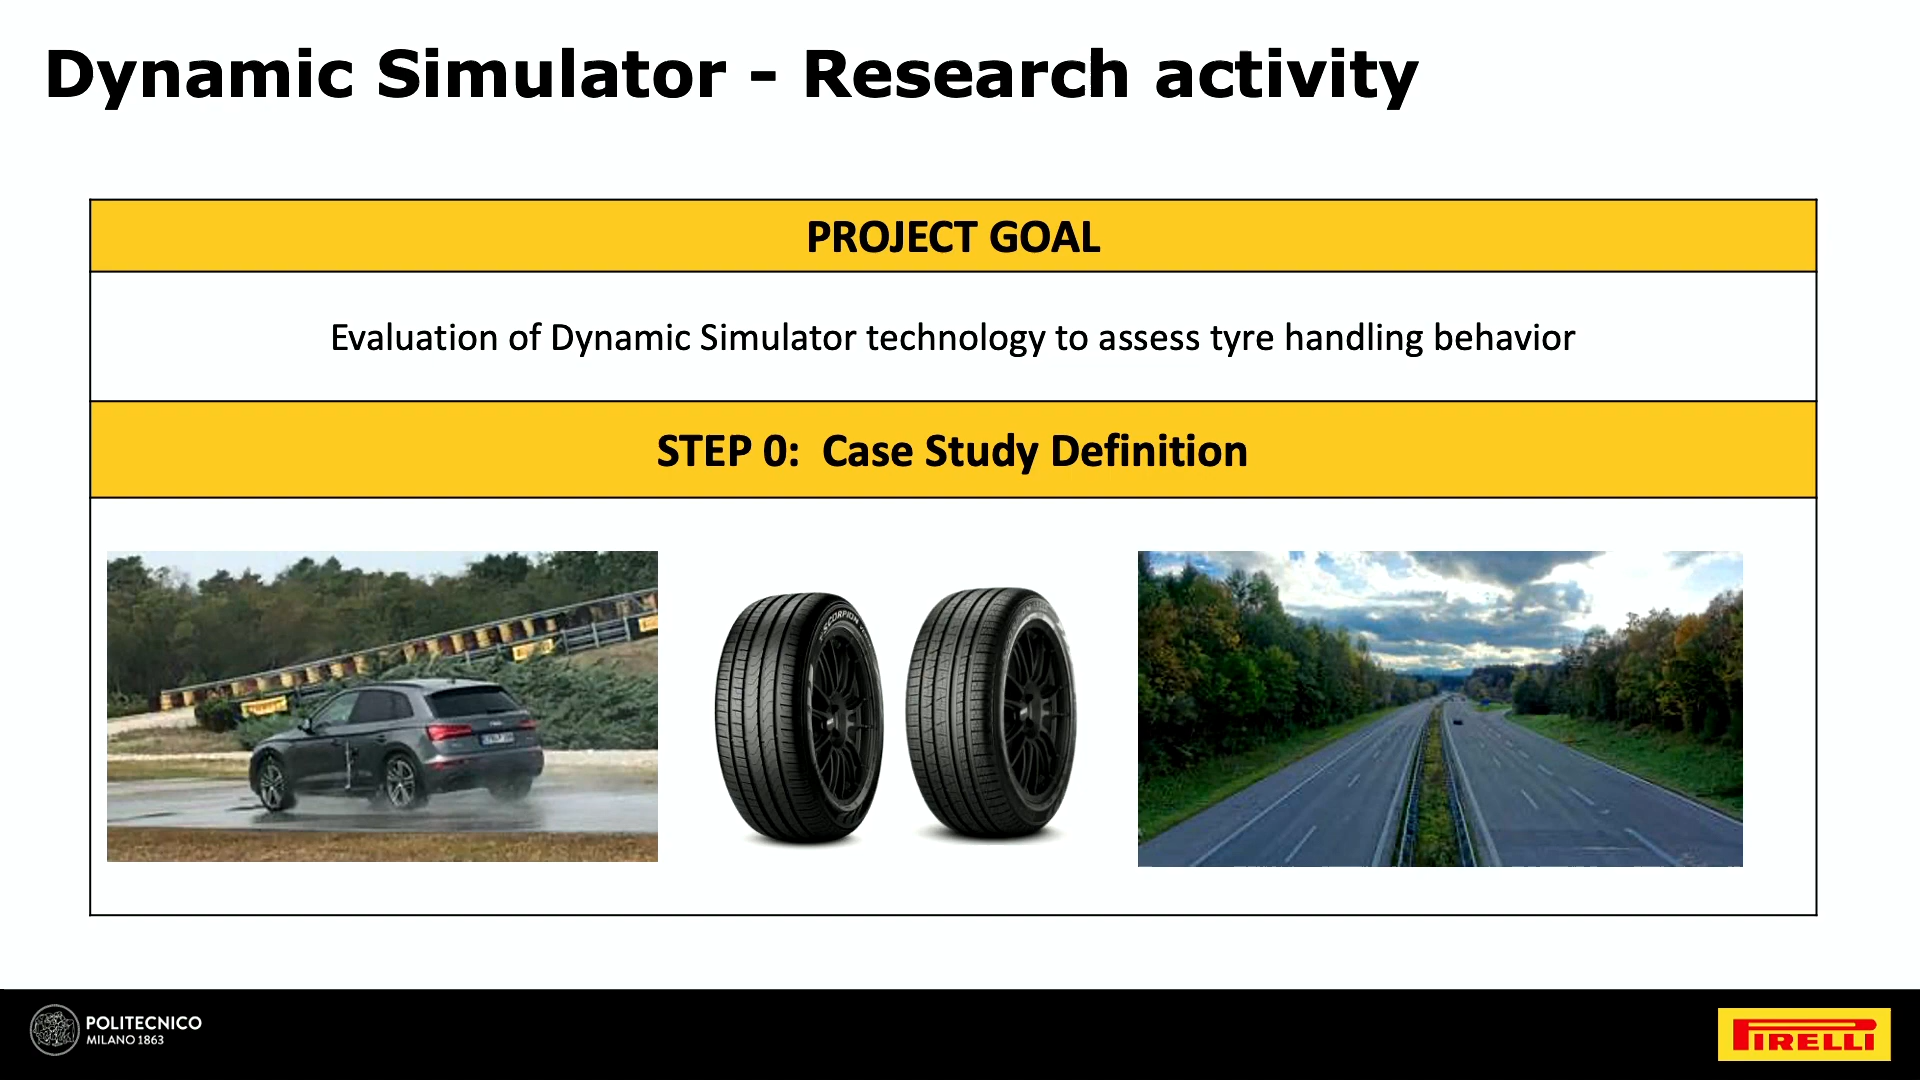 Dynamic Simulator - Research activity
PROJECT GOAL
Evaluation of Dynamic Simulator technology to assess tyre handling behavior
STEP 0: Case Study Definition
SCORPION
POLITECNICO
MILANO 1863
PIRELLI